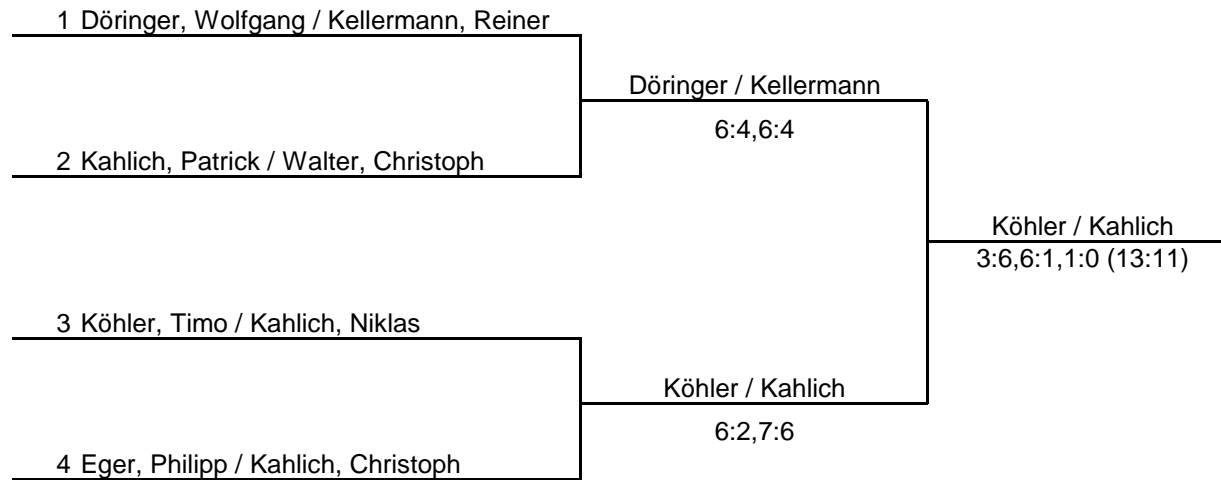 1 Döringer, Wolfgang / Kellermann, Reiner
Döringer / Kellermann
6:4,6:4
2 Kahlich, Patrick / Walter, Christoph
Köhler / Kahlich
3:6,6:1,1:0 (13:11)
3 Köhler, Timo / Kahlich, Niklas
Köhler / Kahlich
6:2,7:6
4 Eger, Philipp / Kahlich, Christoph